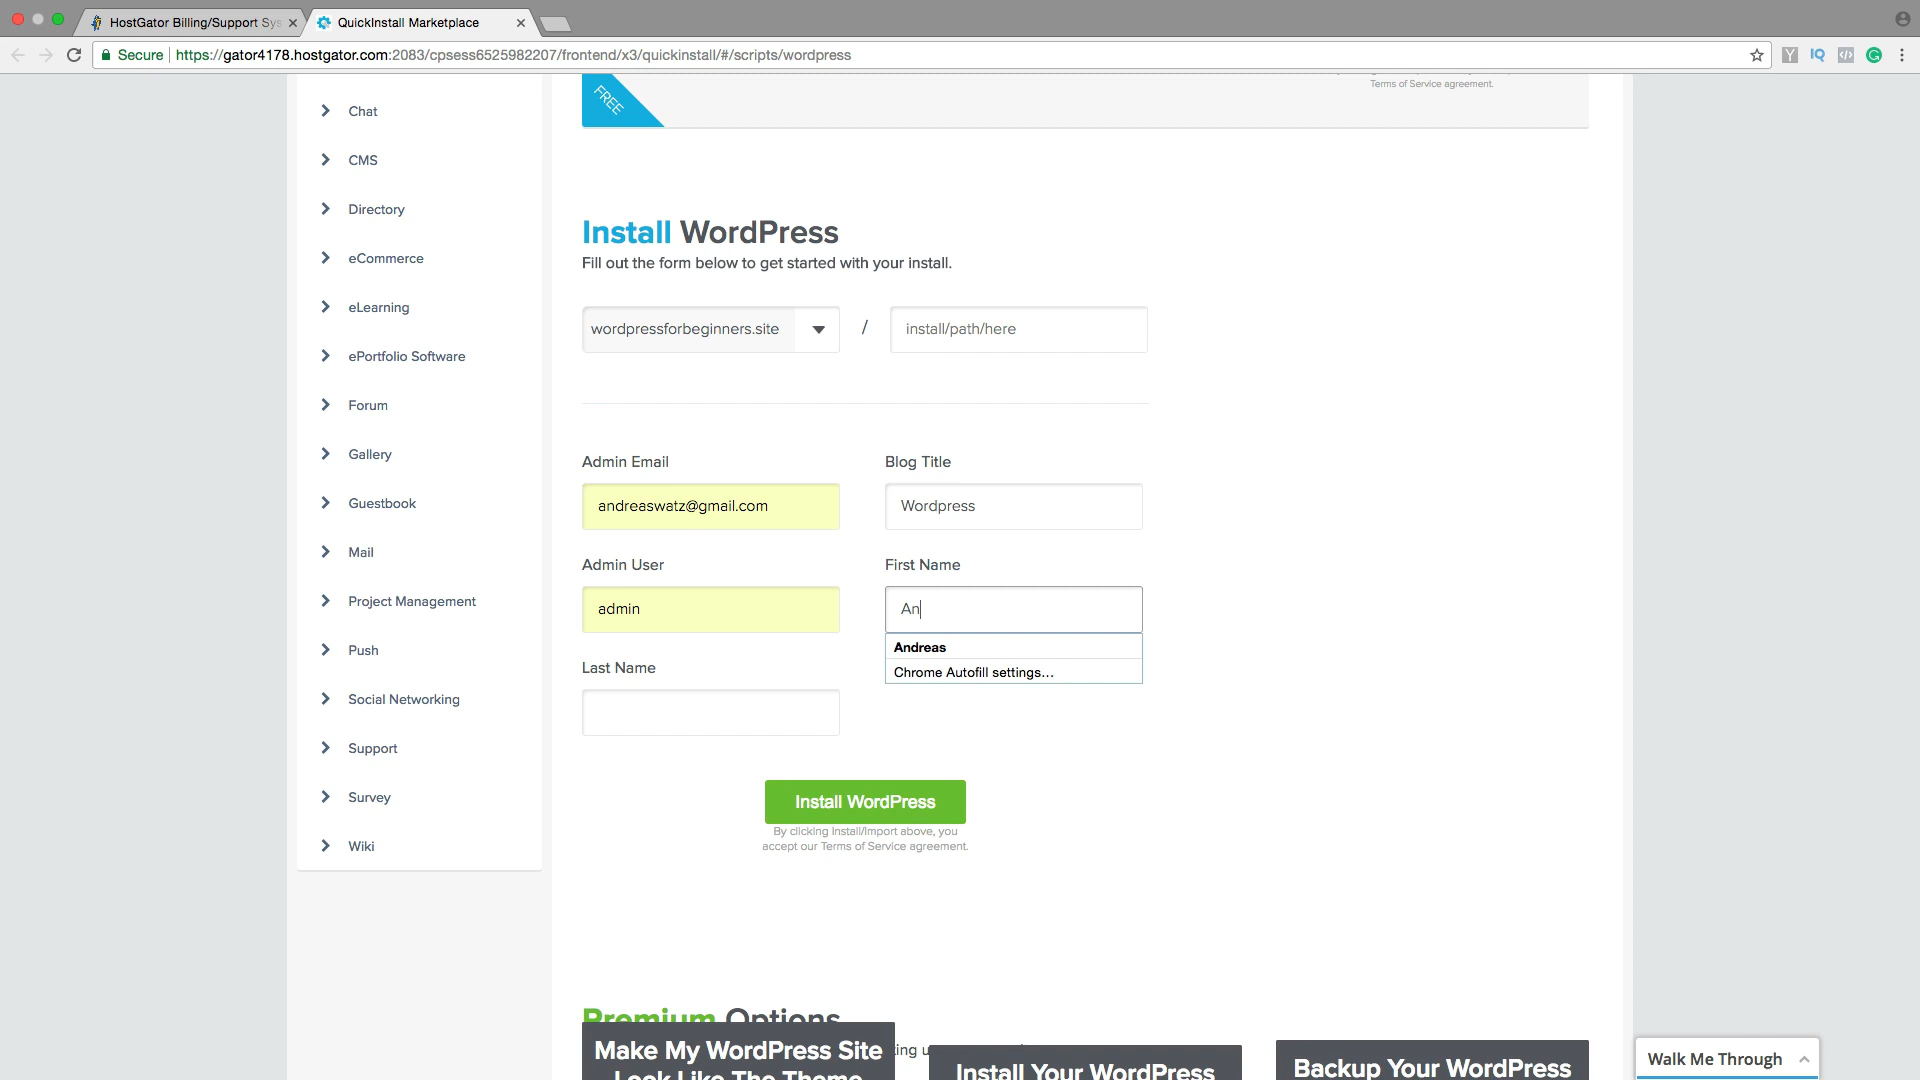 HostGator Billing/Support Sys
QuickInstall Marketplace
Secure
https://gator4178.hostgator.com:2083/cpsess6525982207/frontend/x3/quickinstall/#/scripts/wordpress
Y
IQ
</>
G
Chat
CMS
Directory
eCommerce
eLearning
ePortfolio Software
Forum
Gallery
Guestbook
Mail
Project Management
Push
Social Networking
Support
Survey
Wiki
FREE
Terms of Service agreement.
Install WordPress
Fill out the form below to get started with your install.
wordpressforbeginners.site
/
install/path/here
Admin Email
Blog Title
andreaswatz@gmail.com
Wordpress
Admin User
First Name
admin
An
Andreas
Chrome Autofill settings...
Last Name
Install WordPress
By clicking Install/Import above, you
accept our Terms of Service agreement.
Premium Options
Make My WordPress Site
Look Like The Theme
Install Your WordPress
Backup Your WordPress
Walk Me Through